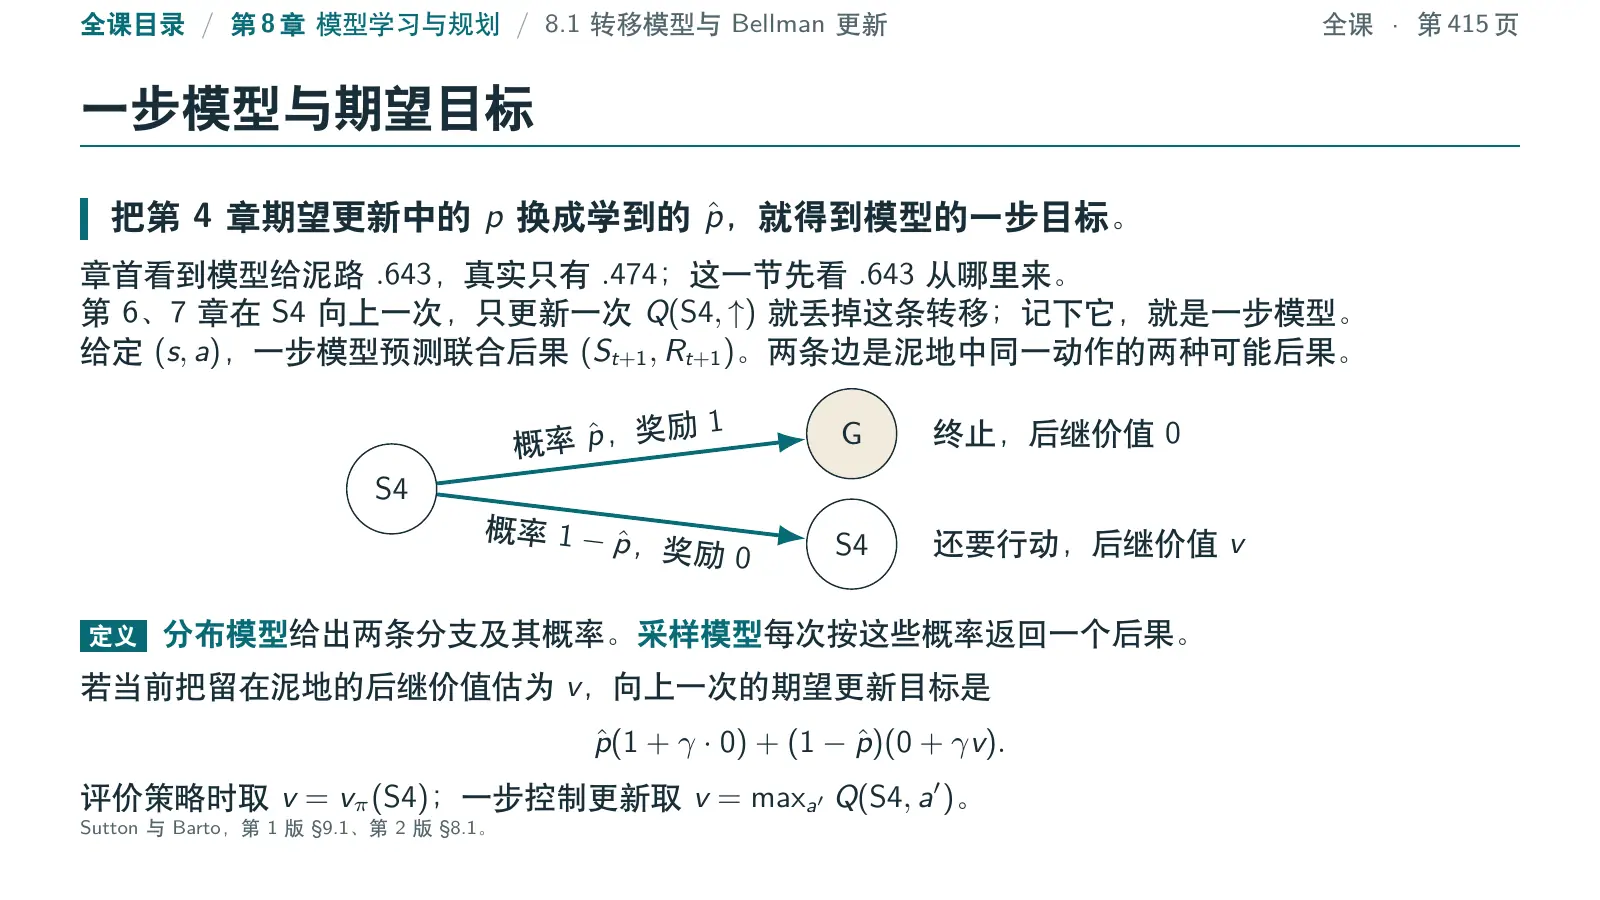 全课目录 / 第 8 章 模型学习与规划 / 8.1 转移模型与 Bellman 更新
全课 · 第 415 页
一步模型与期望目标
把第 4 章期望更新中的 p 换成学到的 p̂，就得到模型的一步目标。
章首看到模型给泥路 .643，真实只有 .474；这一节先看 .643 从哪里来。
第 6、7 章在 S4 向上一次，只更新一次 Q(S4, ↑) 就丢掉这条转移；记下它，就是一步模型。
给定 (s, a)，一步模型预测联合后果 (S_{t+1}, R_{t+1})。两条边是泥地中同一动作的两种可能后果。
概率 p̂，奖励 1
G
终止，后继价值 0
S4
概率 1 − p̂，奖励 0
S4
还要行动，后继价值 v
定义 分布模型给出两条分支及其概率。采样模型每次按这些概率返回一个后果。
若当前把留在泥地的后继价值估为 v，向上一次的期望更新目标是
p̂(1 + γ · 0) + (1 − p̂)(0 + γv).
评价策略时取 v = v_π(S4)；一步控制更新取 v = max_{a′} Q(S4, a′)。
Sutton 与 Barto，第 1 版 §9.1、第 2 版 §8.1。